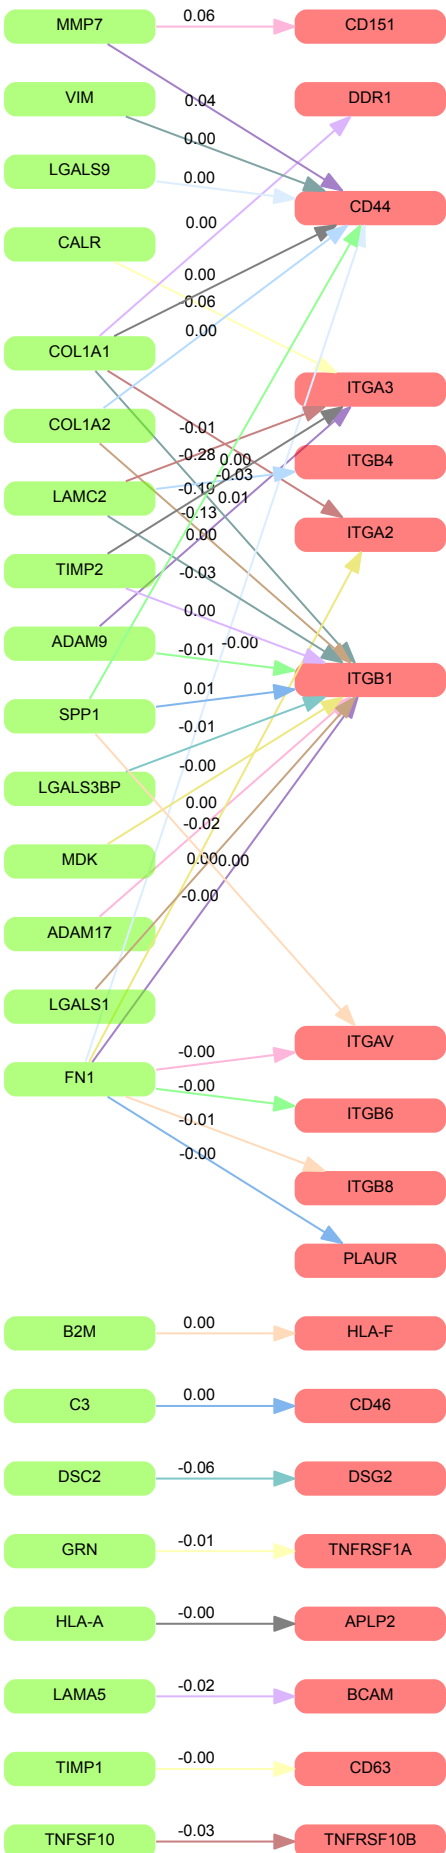 MMP7 0.06 CD151
VIM 0.04 DDR1
0.00
LGALS9 0.00 CD44
CALR 0.00
0.00
0.06
COL1A1 0.00
ITGA3
COL1A2 -0.01
-0.28 0.00 ITGB4
LAMC2 -0.19 -0.03
-0.13 0.01
0.00 ITGA2
TIMP2 -0.03
0.00
ADAM9 -0.01 -0.00
0.01 ITGB1
SPP1 -0.01
-0.00
LGALS3BP 0.00
-0.02
MDK 0.00 0.00
-0.00
ADAM17
LGALS1
-0.00 ITGAV
FN1 -0.00
-0.01 ITGB6
-0.00
ITGB8
PLAUR
B2M 0.00 HLA-F
C3 0.00 CD46
DSC2 -0.06 DSG2
GRN -0.01 TNFRSF1A
HLA-A -0.00 APLP2
LAMA5 -0.02 BCAM
TIMP1 -0.00 CD63
TNFSF10 -0.03 TNFRSF10B